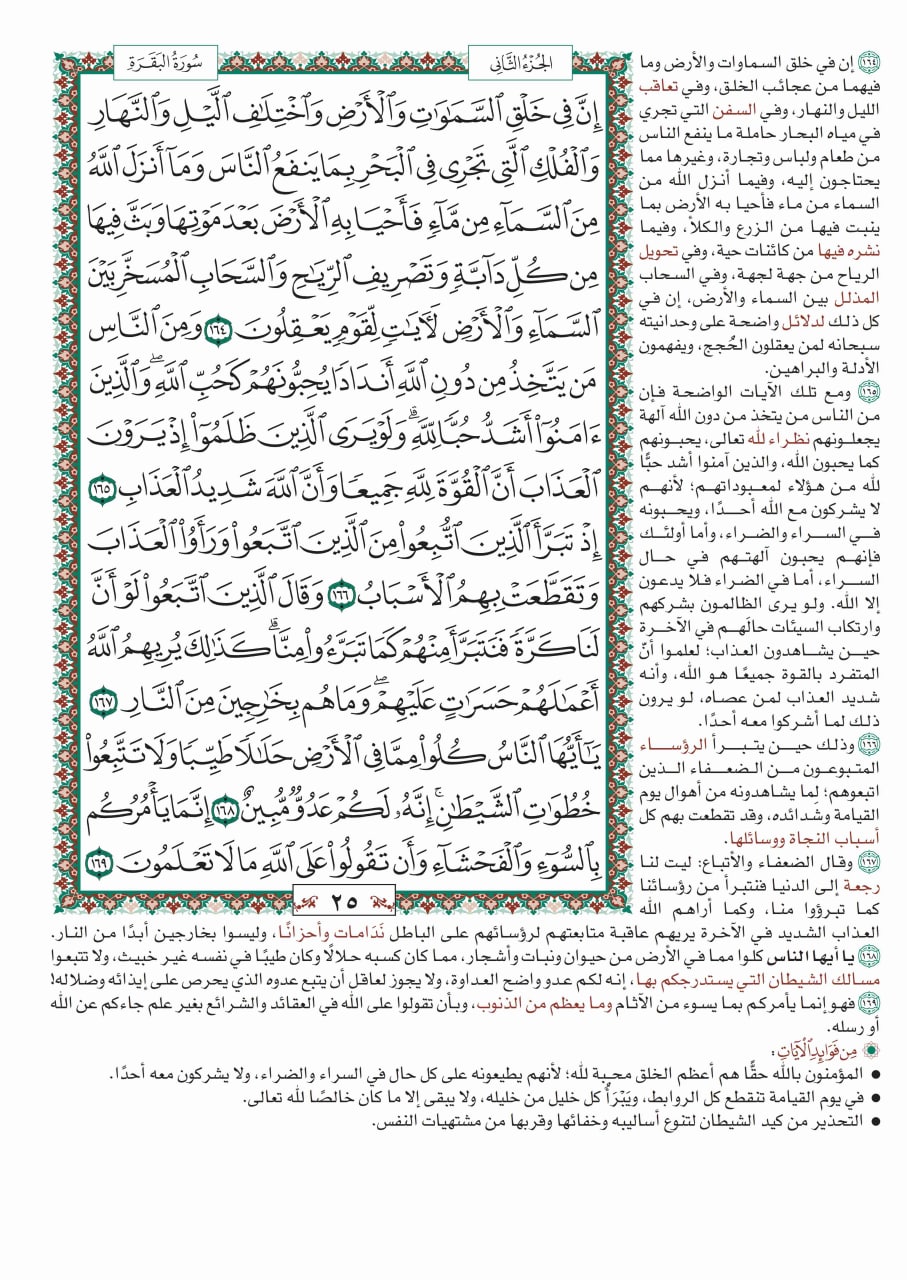 سُورَةُ البَقَرَةِ
الجُزْءُ الثَّانِي
إِنَّ فِي خَلْقِ ٱلسَّمَٰوَٰتِ وَٱلْأَرْضِ وَٱخْتِلَٰفِ ٱلَّيْلِ وَٱلنَّهَارِ
وَٱلْفُلْكِ ٱلَّتِي تَجْرِي فِي ٱلْبَحْرِ بِمَا يَنفَعُ ٱلنَّاسَ وَمَآ أَنزَلَ ٱللَّهُ
مِنَ ٱلسَّمَآءِ مِن مَّآءٍ فَأَحْيَا بِهِ ٱلْأَرْضَ بَعْدَ مَوْتِهَا وَبَثَّ فِيهَا
مِن كُلِّ دَآبَّةٍ وَتَصْرِيفِ ٱلرِّيَٰحِ وَٱلسَّحَابِ ٱلْمُسَخَّرِ بَيْنَ
ٱلسَّمَآءِ وَٱلْأَرْضِ لَأٓيَٰتٍ لِّقَوْمٍ يَعْقِلُونَ ١٦٤ وَمِنَ ٱلنَّاسِ
مَن يَتَّخِذُ مِن دُونِ ٱللَّهِ أَندَادًا يُحِبُّونَهُمْ كَحُبِّ ٱللَّهِۖ وَٱلَّذِينَ
ءَامَنُوٓا۟ أَشَدُّ حُبًّا لِّلَّهِۗ وَلَوْ يَرَى ٱلَّذِينَ ظَلَمُوٓا۟ إِذْ يَرَوْنَ
ٱلْعَذَابَ أَنَّ ٱلْقُوَّةَ لِلَّهِ جَمِيعًا وَأَنَّ ٱللَّهَ شَدِيدُ ٱلْعَذَابِ ١٦٥
إِذْ تَبَرَّأَ ٱلَّذِينَ ٱتُّبِعُوا۟ مِنَ ٱلَّذِينَ ٱتَّبَعُوا۟ وَرَأَوُا۟ ٱلْعَذَابَ
وَتَقَطَّعَتْ بِهِمُ ٱلْأَسْبَابُ ١٦٦ وَقَالَ ٱلَّذِينَ ٱتَّبَعُوا۟ لَوْ أَنَّ
لَنَا كَرَّةً فَنَتَبَرَّأَ مِنْهُمْ كَمَا تَبَرَّءُوا۟ مِنَّاۗ كَذَٰلِكَ يُرِيهِمُ ٱللَّهُ
أَعْمَٰلَهُمْ حَسَرَٰتٍ عَلَيْهِمْۖ وَمَا هُم بِخَٰرِجِينَ مِنَ ٱلنَّارِ ١٦٧
يَٰٓأَيُّهَا ٱلنَّاسُ كُلُوا۟ مِمَّا فِي ٱلْأَرْضِ حَلَٰلًا طَيِّبًا وَلَا تَتَّبِعُوا۟
خُطُوَٰتِ ٱلشَّيْطَٰنِۚ إِنَّهُۥ لَكُمْ عَدُوٌّ مُّبِينٌ ١٦٨ إِنَّمَا يَأْمُرُكُم
بِٱلسُّوٓءِ وَٱلْفَحْشَآءِ وَأَن تَقُولُوا۟ عَلَى ٱللَّهِ مَا لَا تَعْلَمُونَ ١٦٩
٢٥
١٦٤ إن في خلق السماوات والأرض وما
فيهما من عجائب الخلق، وفي تعاقب
الليل والنهار، وفي السفن التي تجري
في مياه البحار حاملة ما ينفع الناس
من طعام ولباس وتجارة، وغيرها مما
يحتاجون إليه، وفيما أنزل الله من
السماء من ماء فأحيا به الأرض بما
ينبت فيها من الزرع والكلأ، وفيما
نشره فيها من كائنات حية، وفي تحويل
الرياح من جهة لجهة، وفي السحاب
المذلل بين السماء والأرض، إن في
كل ذلك لدلائل واضحة على وحدانيته
سبحانه لمن يعقلون الحُجج، ويفهمون
الأدلة والبراهين.
١٦٥ ومع تلك الآيات الواضحة فإن
من الناس من يتخذ من دون الله آلهة
يجعلونهم نظراء لله تعالى، يحبونهم
كما يحبون الله، والذين آمنوا أشد حبًّا
لله من هؤلاء لمعبوداتهم؛ لأنهم
لا يشركون مع الله أحدًا، ويحبونه
في السراء والضراء، وأما أولئك
فإنهم يحبون آلهتهم في حال
السراء، أما في الضراء فلا يدعون
إلا الله. ولو يرى الظالمون بشركهم
وارتكاب السيئات حالَهم في الآخرة
حين يشاهدون العذاب؛ لعلموا أنّ
المتفرد بالقوة جميعًا هو الله، وأنه
شديد العذاب لمن عصاه، لو يرون
ذلك لما أشركوا معه أحدًا.
١٦٦ وذلك حين يتبرأ الرؤساء
المتبوعون من الضعفاء الذين
اتبعوهم؛ لِما يشاهدونه من أهوال يوم
القيامة وشدائده، وقد تقطعت بهم كل
أسباب النجاة ووسائلها.
١٦٧ وقال الضعفاء والأتباع: ليت لنا
رجعة إلى الدنيا فنتبرأ من رؤسائنا
كما تبرؤوا منا، وكما أراهم الله
العذاب الشديد في الآخرة يريهم عاقبة متابعتهم لرؤسائهم على الباطل نَدَامات وأحزانًا، وليسوا بخارجين أبدًا من النار.
١٦٨ يا أيها الناس كلوا مما في الأرض من حيوان ونبات وأشجار، مما كان كسبه حلالًا وكان طيبًا في نفسه غير خبيث، ولا تتبعوا
مسالك الشيطان التي يستدرجكم بها، إنه لكم عدو واضح العداوة، ولا يجوز لعاقل أن يتبع عدوه الذي يحرص على إيذائه وضلاله!
١٦٩ فهو إنما يأمركم بما يسوء من الآثام وما يعظم من الذنوب، وبأن تقولوا على الله في العقائد والشرائع بغير علم جاءكم عن الله
أو رسله.
مِن فَوَائِدِ الآيَاتِ:
● المؤمنون بالله حقًّا هم أعظم الخلق محبة لله؛ لأنهم يطيعونه على كل حال في السراء والضراء، ولا يشركون معه أحدًا.
● في يوم القيامة تنقطع كل الروابط، ويَبْرَأُ كل خليل من خليله، ولا يبقى إلا ما كان خالصًا لله تعالى.
● التحذير من كيد الشيطان لتنوع أساليبه وخفائها وقربها من مشتهيات النفس.